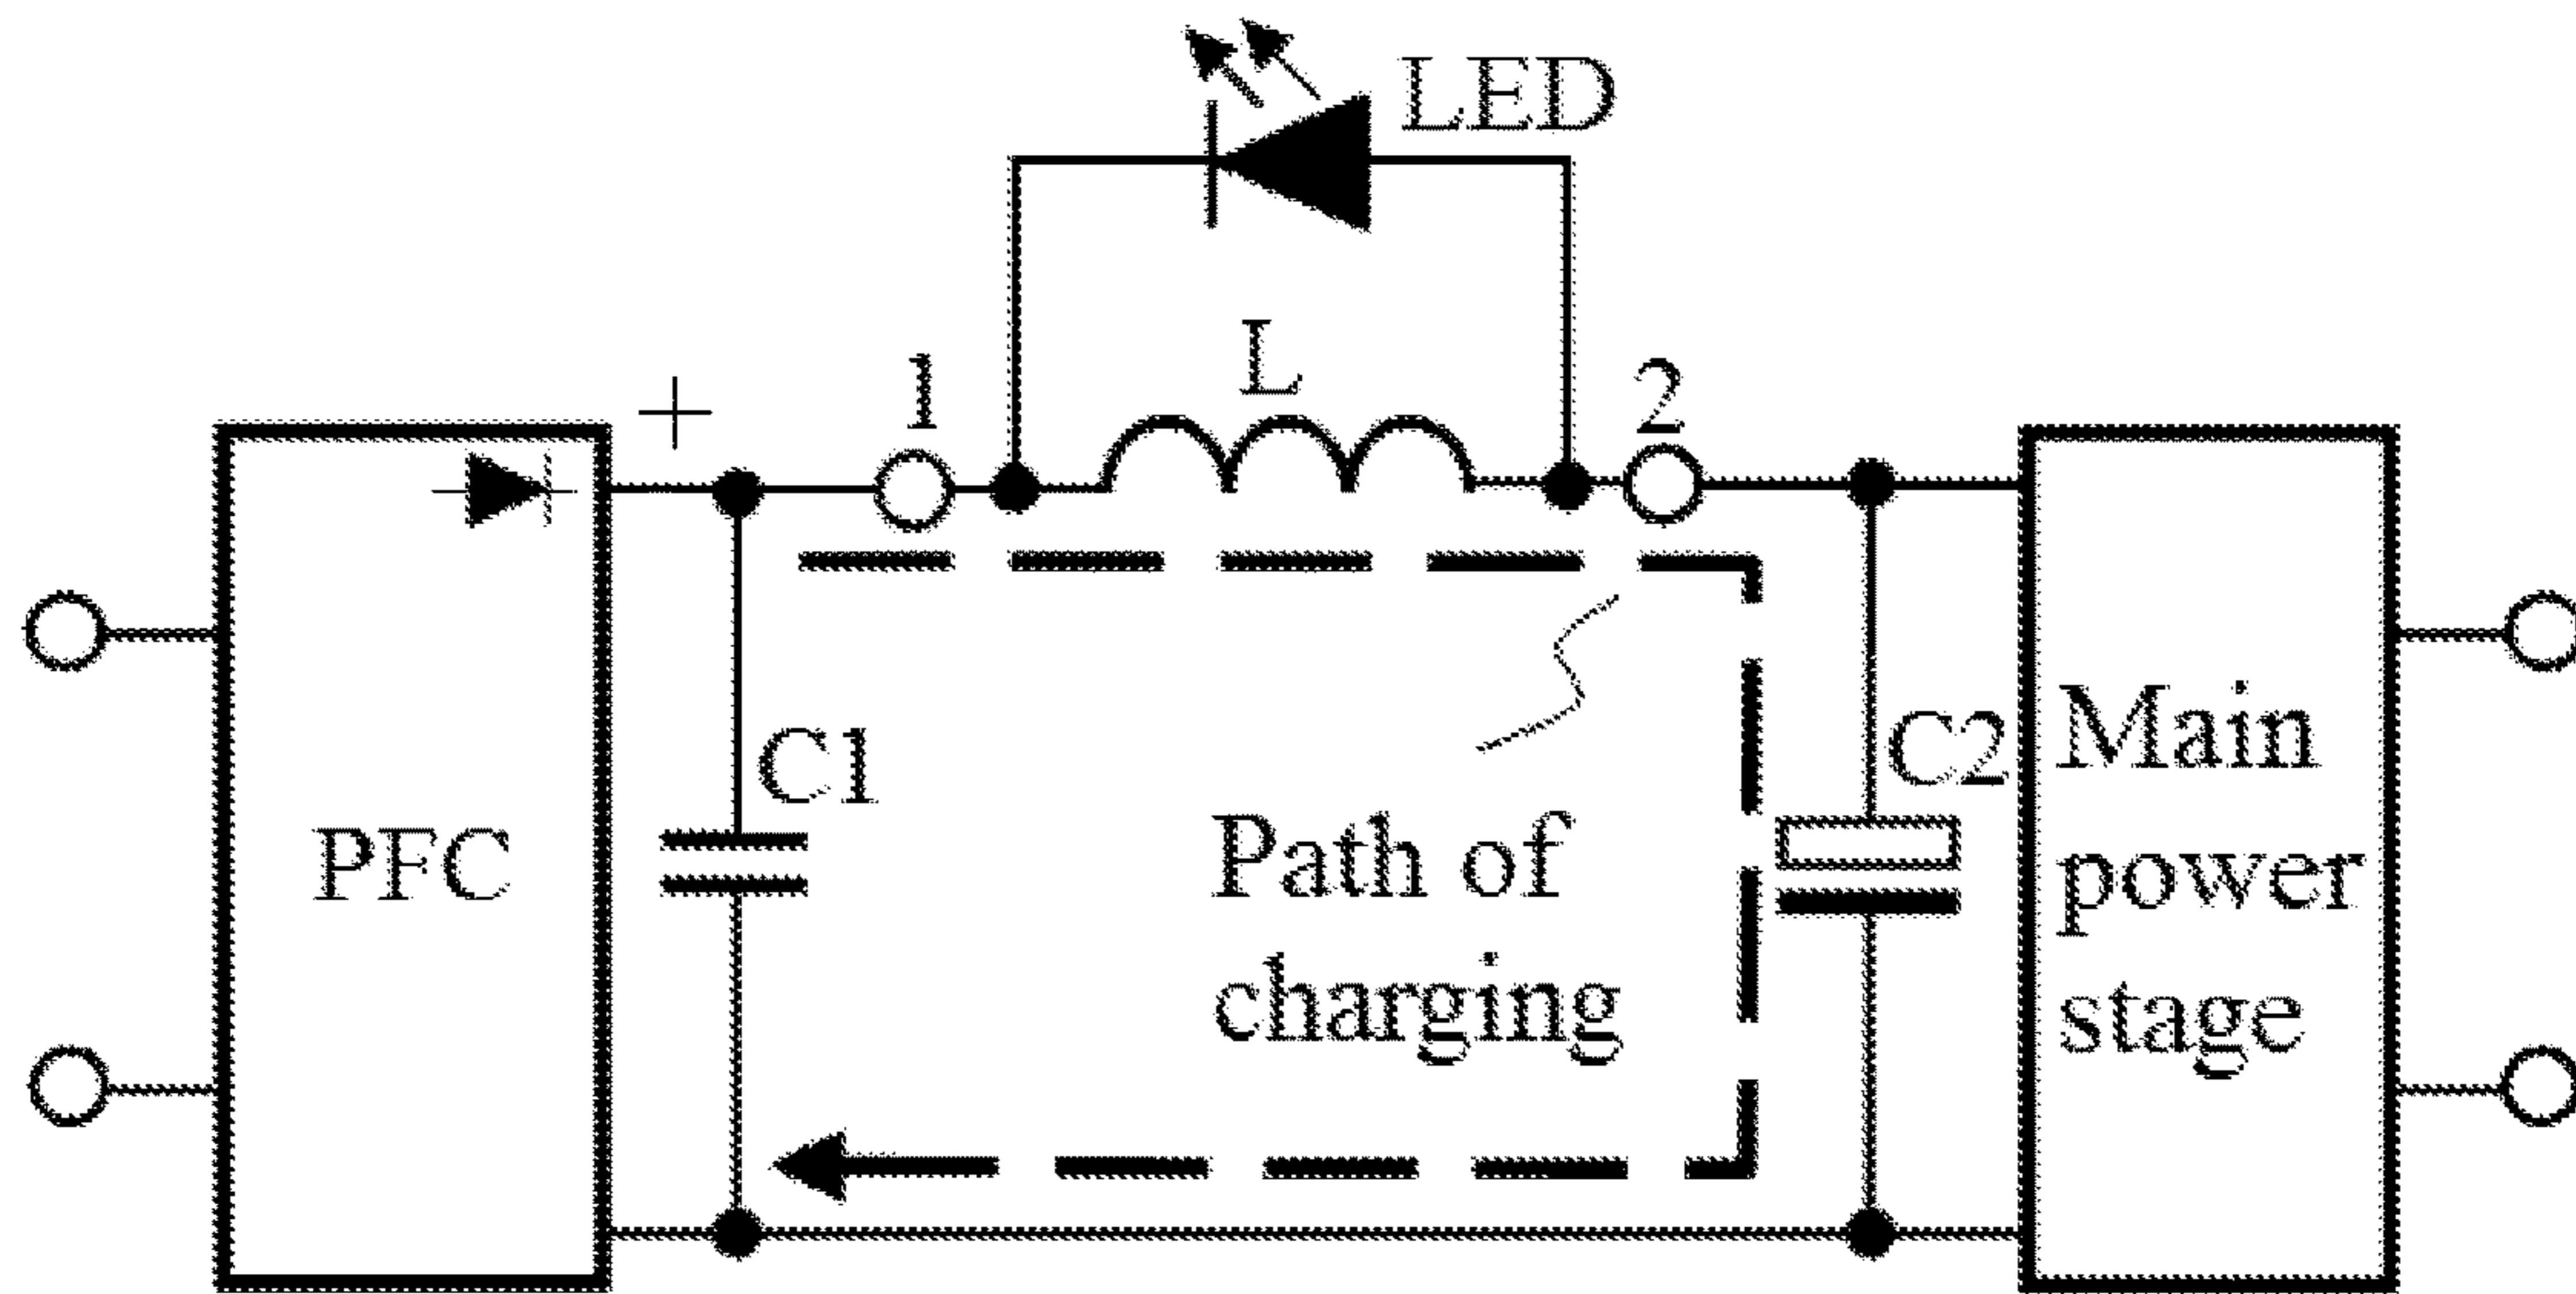 LED
L
+
1
2
C1
C2
PFC
Path of
charging
Main
power
stage